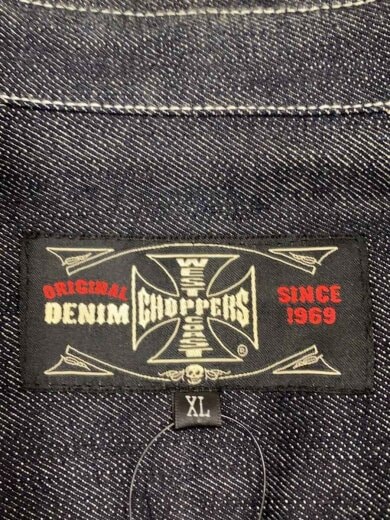 ORIGINAL
DENIM
WEST COAST
CHOPPERS
®
SINCE
1969
XL